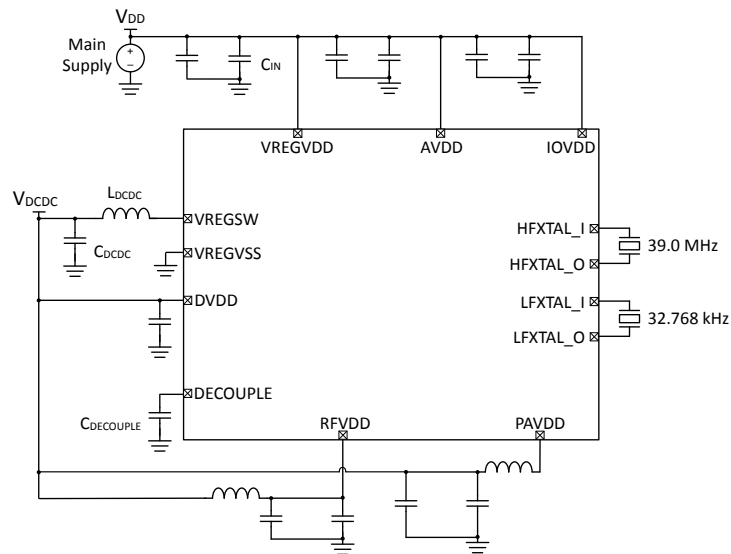 VDD
Main
Supply
+
−
CIN
VREGVDD
AVDD
IOVDD
VDCDC
LDCDC
VREGSW
CDCDC
VREGVSS
DVDD
DECOUPLE
CDECOUPLE
HFXTAL_I
HFXTAL_O
39.0 MHz
LFXTAL_I
LFXTAL_O
32.768 kHz
RFVDD
PAVDD